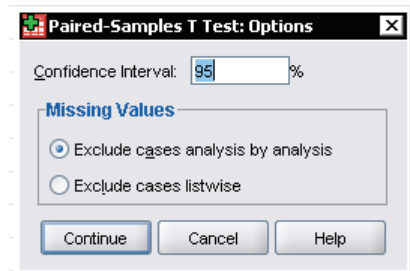 Paired-Samples T Test: Options
Confidence Interval: 95 %
Missing Values
Exclude cases analysis by analysis
Exclude cases listwise
Continue Cancel Help